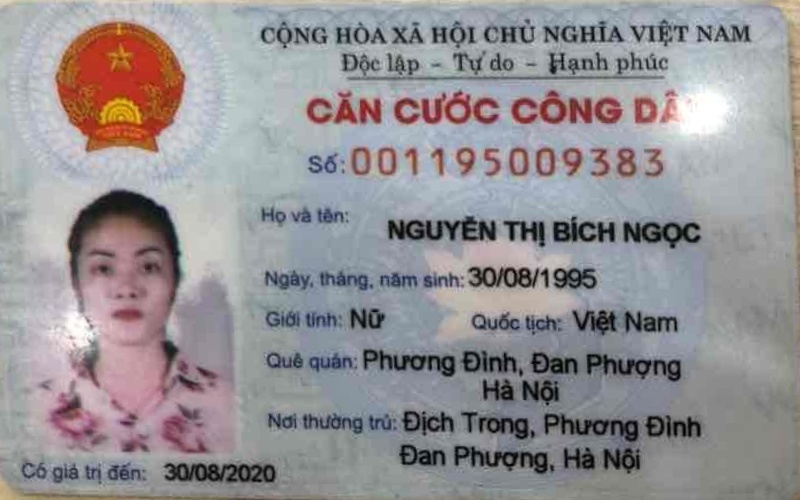 CỘNG HÒA XÃ HỘI CHỦ NGHĨA VIỆT NAM
Độc lập - Tự do - Hạnh phúc
CĂN CƯỚC CÔNG DÂ
Số: 001195009383
Họ và tên: NGUYỄN THỊ BÍCH NGỌC
Ngày, tháng, năm sinh: 30/08/1995
Giới tính: Nữ Quốc tịch: Việt Nam
Quê quán: Phương Đình, Đan Phượng
Hà Nội
Nơi thường trú: Địch Trong, Phương Đình
Đan Phượng, Hà Nội
Có giá trị đến: 30/08/2020